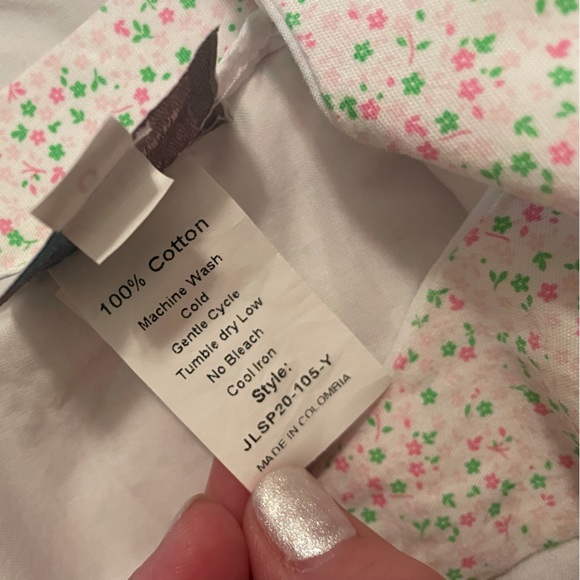 100% Cotton
Machine Wash
Cold
Gentle Cycle
Tumble dry Low
No Bleach
Cool Iron
Style:
JLSP20-105-Y
MADE IN COLOMBIA